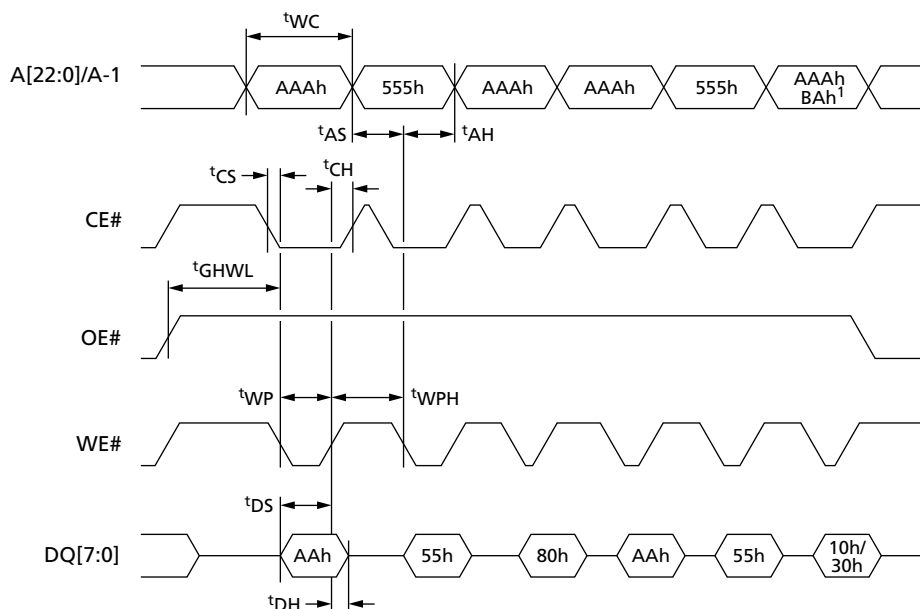 tWC
A[22:0]/A-1 AAAh 555h AAAh AAAh 555h AAAh BAh1
tAS tAH
tCS tCH
CE#
tGHWL
OE#
tWP tWPH
WE#
tDS
DQ[7:0] AAh 55h 80h AAh 55h 10h/ 30h
tDH